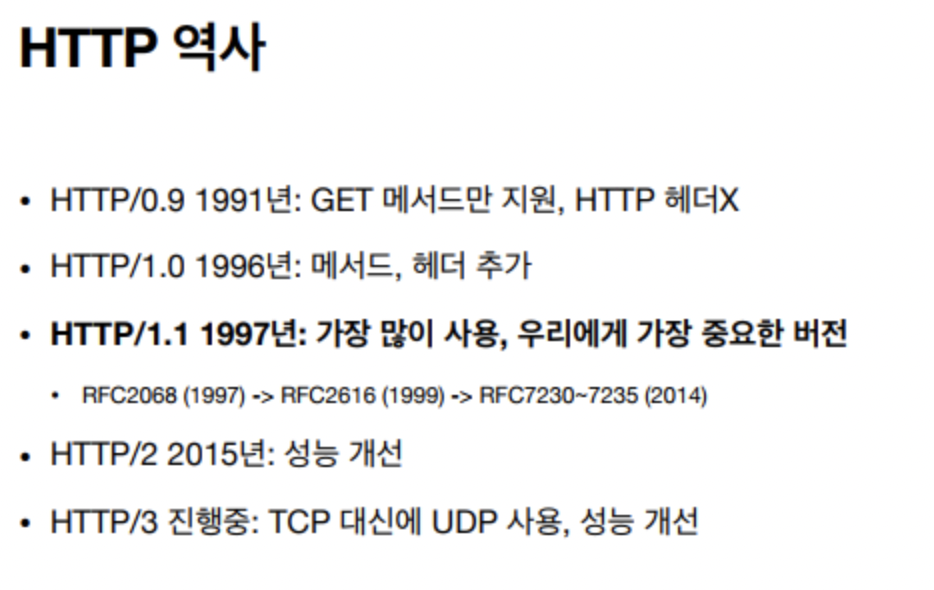 HTTP 역사
• HTTP/0.9 1991년: GET 메서드만 지원, HTTP 헤더X
• HTTP/1.0 1996년: 메서드, 헤더 추가
• HTTP/1.1 1997년: 가장 많이 사용, 우리에게 가장 중요한 버전
• RFC2068 (1997) -> RFC2616 (1999) -> RFC7230~7235 (2014)
• HTTP/2 2015년: 성능 개선
• HTTP/3 진행중: TCP 대신에 UDP 사용, 성능 개선